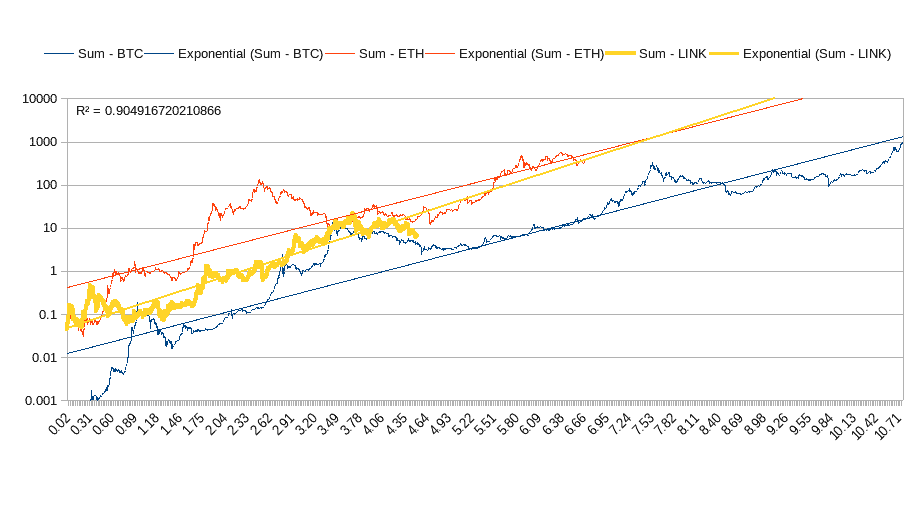 Sum - BTC Exponential (Sum - BTC) Sum - ETH Exponential (Sum - ETH) Sum - LINK Exponential (Sum - LINK)
10000
R² = 0.904916720210866
1000
100
10
1
0.1
0.01
0.001
0.02 0.31 0.60 0.89 1.18 1.46 1.75 2.04 2.33 2.62 2.91 3.20 3.49 3.78 4.06 4.35 4.64 4.93 5.22 5.51 5.80 6.09 6.38 6.66 6.95 7.24 7.53 7.82 8.11 8.40 8.69 8.98 9.26 9.55 9.84 10.13 10.42 10.71